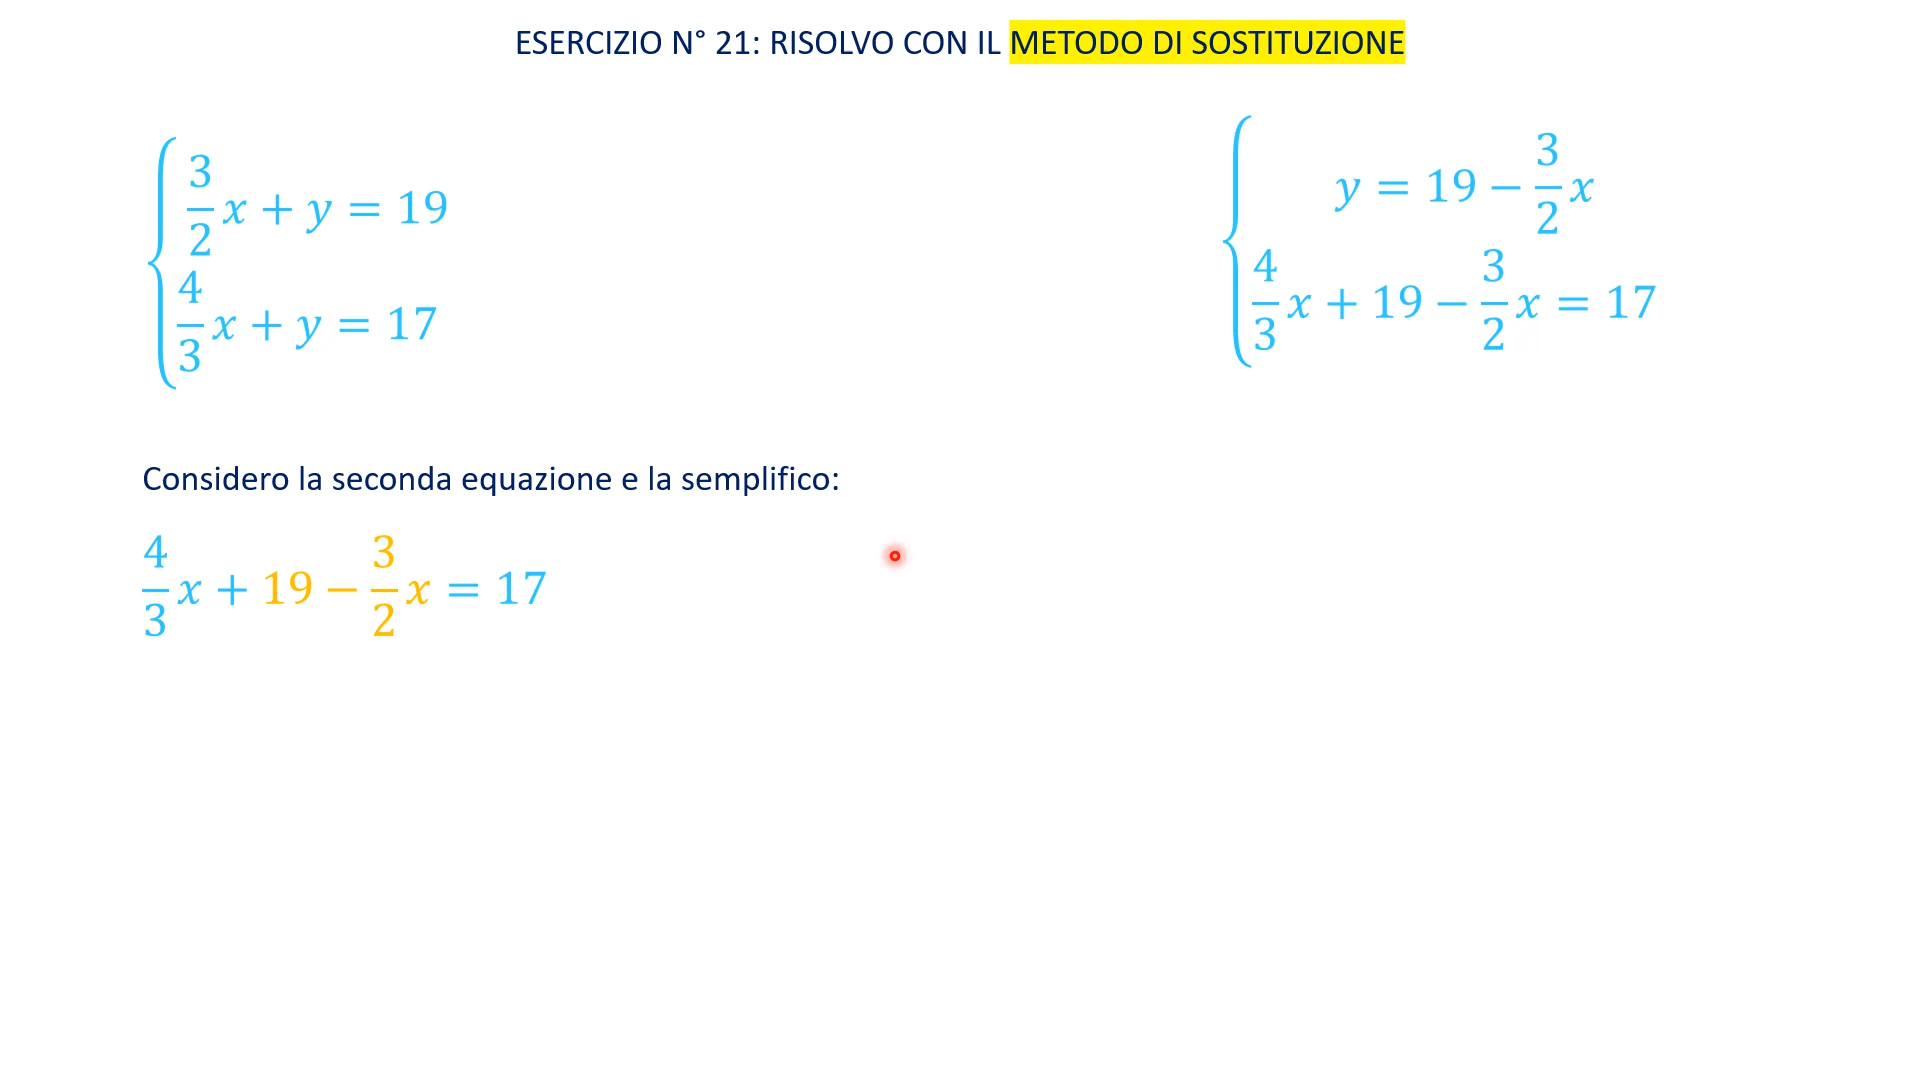 ESERCIZIO N° 21: RISOLVO CON IL METODO DI SOSTITUZIONE
{ 3/2 x + y = 19
4/3 x + y = 17
{ y = 19 − 3/2 x
4/3 x + 19 − 3/2 x = 17
Considero la seconda equazione e la semplifico:
4/3 x + 19 − 3/2 x = 17